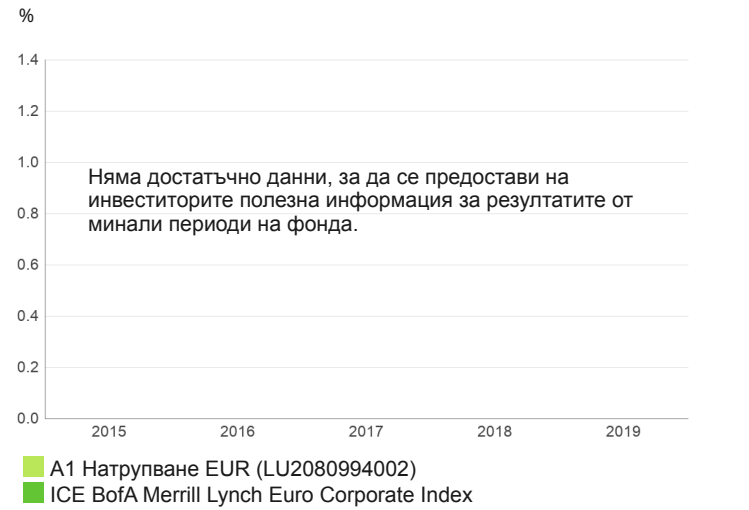 %
1.4
1.2
1.0
Няма достатъчно данни, за да се предостави на
инвеститорите полезна информация за резултатите от
0.8
минали периоди на фонда.
0.6
0.4
0.2
0.0
2015 2016 2017 2018 2019
A1 Натрупване EUR (LU2080994002)
ICE BofA Merrill Lynch Euro Corporate Index